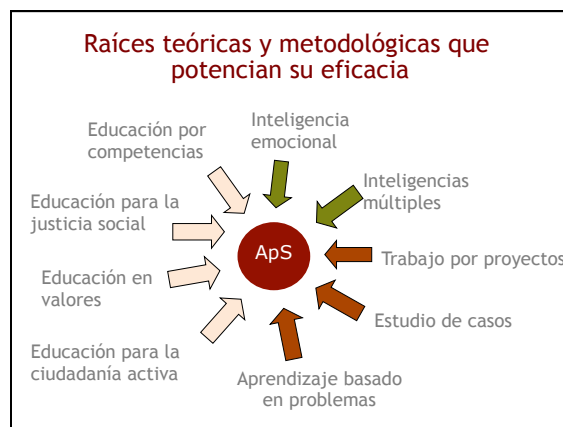 Raíces teóricas y metodológicas que
potencian su eficacia
Educación por
competencias
Inteligencia
emocional
Inteligencias
múltiples
Educación para la
justicia social
ApS
Trabajo por proyectos
Educación en
valores
Estudio de casos
Educación para la
ciudadanía activa
Aprendizaje basado
en problemas